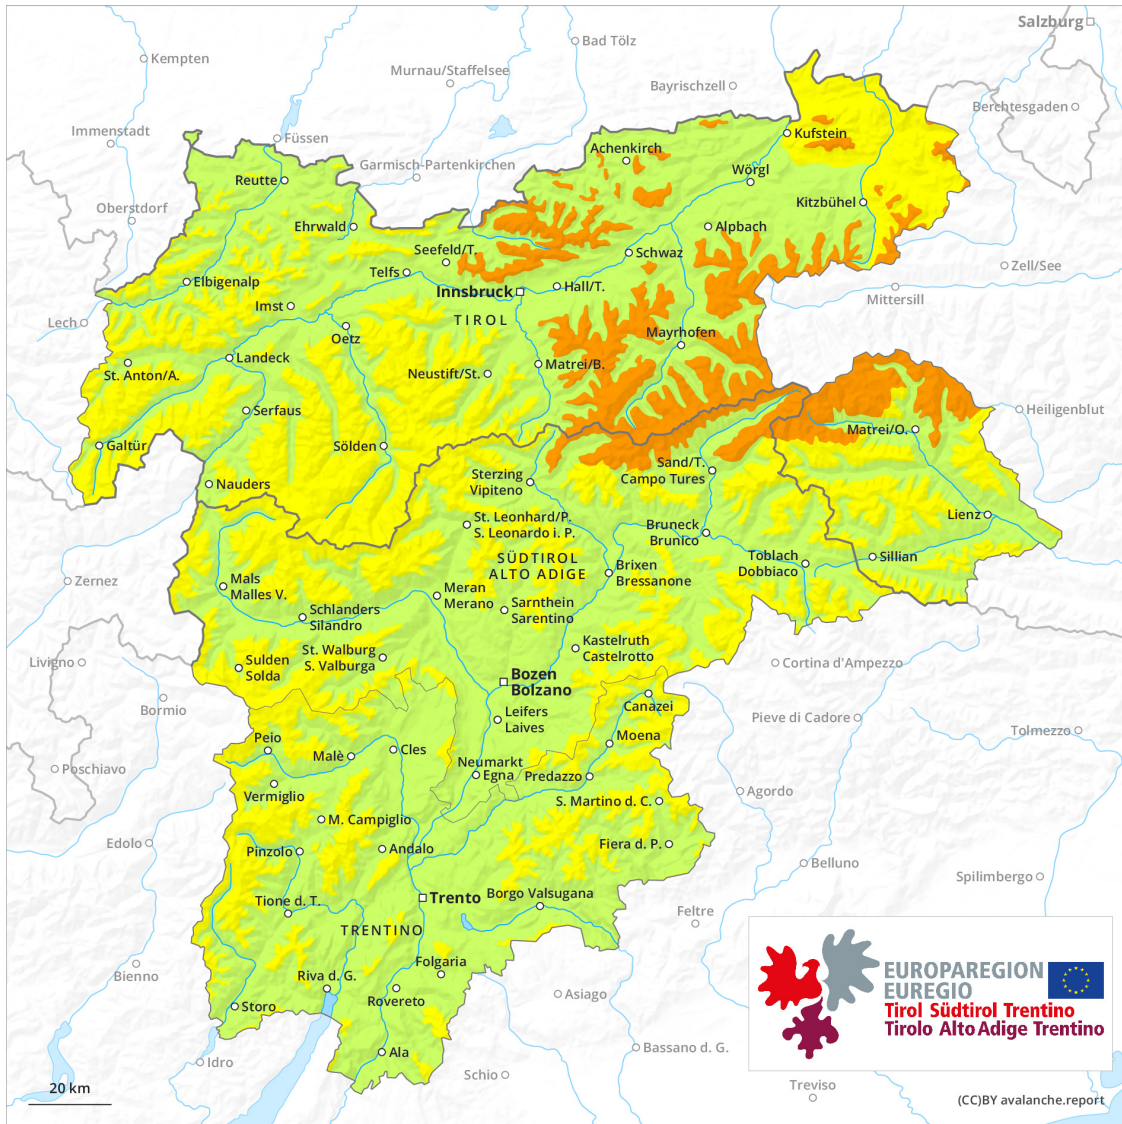 Salzburg
Bad Tölz
Kempten
Murnau/Staffelsee
Bayrischzell
Berchtesgaden
Immenstadt
Füssen
Kufstein
Achenkirch
Garmisch-Partenkirchen
Wörgl
Reutte
Oberstdorf
Kitzbühel
Ehrwald
Alpbach
Seefeld/T.
Schwaz
Zell/See
Telfs
Elbigenalp
Hall/T.
Innsbruck
Mittersill
Imst
Lech
TIROL
Oetz
Mayrhofen
Landeck
Matrei/B.
St. Anton/A.
Neustift/St.
Serfaus
Heiligenblut
Matrei/O.
Galtür
Sölden
Sand/T.
Campo Tures
Sterzing
Vipiteno
Nauders
Lienz
St. Leonhard/P.
S. Leonardo i. P.
Bruneck
Brunico
SÜDTIROL
ALTO ADIGE
Toblach
Dobbiaco
Sillian
Brixen
Bressanone
Zernez
Mals
Malles V.
Meran
Merano
Sarnthein
Sarentino
Schlanders
Silandro
Kastelruth
Castelrotto
St. Walburg
S. Valburga
Livigno
Sulden
Solda
Cortina d'Ampezzo
Bozen
Bolzano
Bormio
Canazei
Leifers
Laives
Pieve di Cadore
Tolmezzo
Peio
Moena
Cles
Malè
Poschiavo
Neumarkt
Egna
Predazzo
Vermiglio
Agordo
S. Martino d. C.
M. Campiglio
Edolo
Pinzolo
Andalo
Fiera d. P.
Belluno
Spilimbergo
Trento
Borgo Valsugana
Tione d. T.
Feltre
TRENTINO
Folgaria
Bienno
Riva d. G.
Rovereto
Asiago
Storo
EUROPAREGION
EUREGIO
Tirol Südtirol Trentino
Tirolo Alto Adige Trentino
Ala
Idro
Bassano d. G.
Schio
Treviso
20 km
(CC)BY avalanche.report